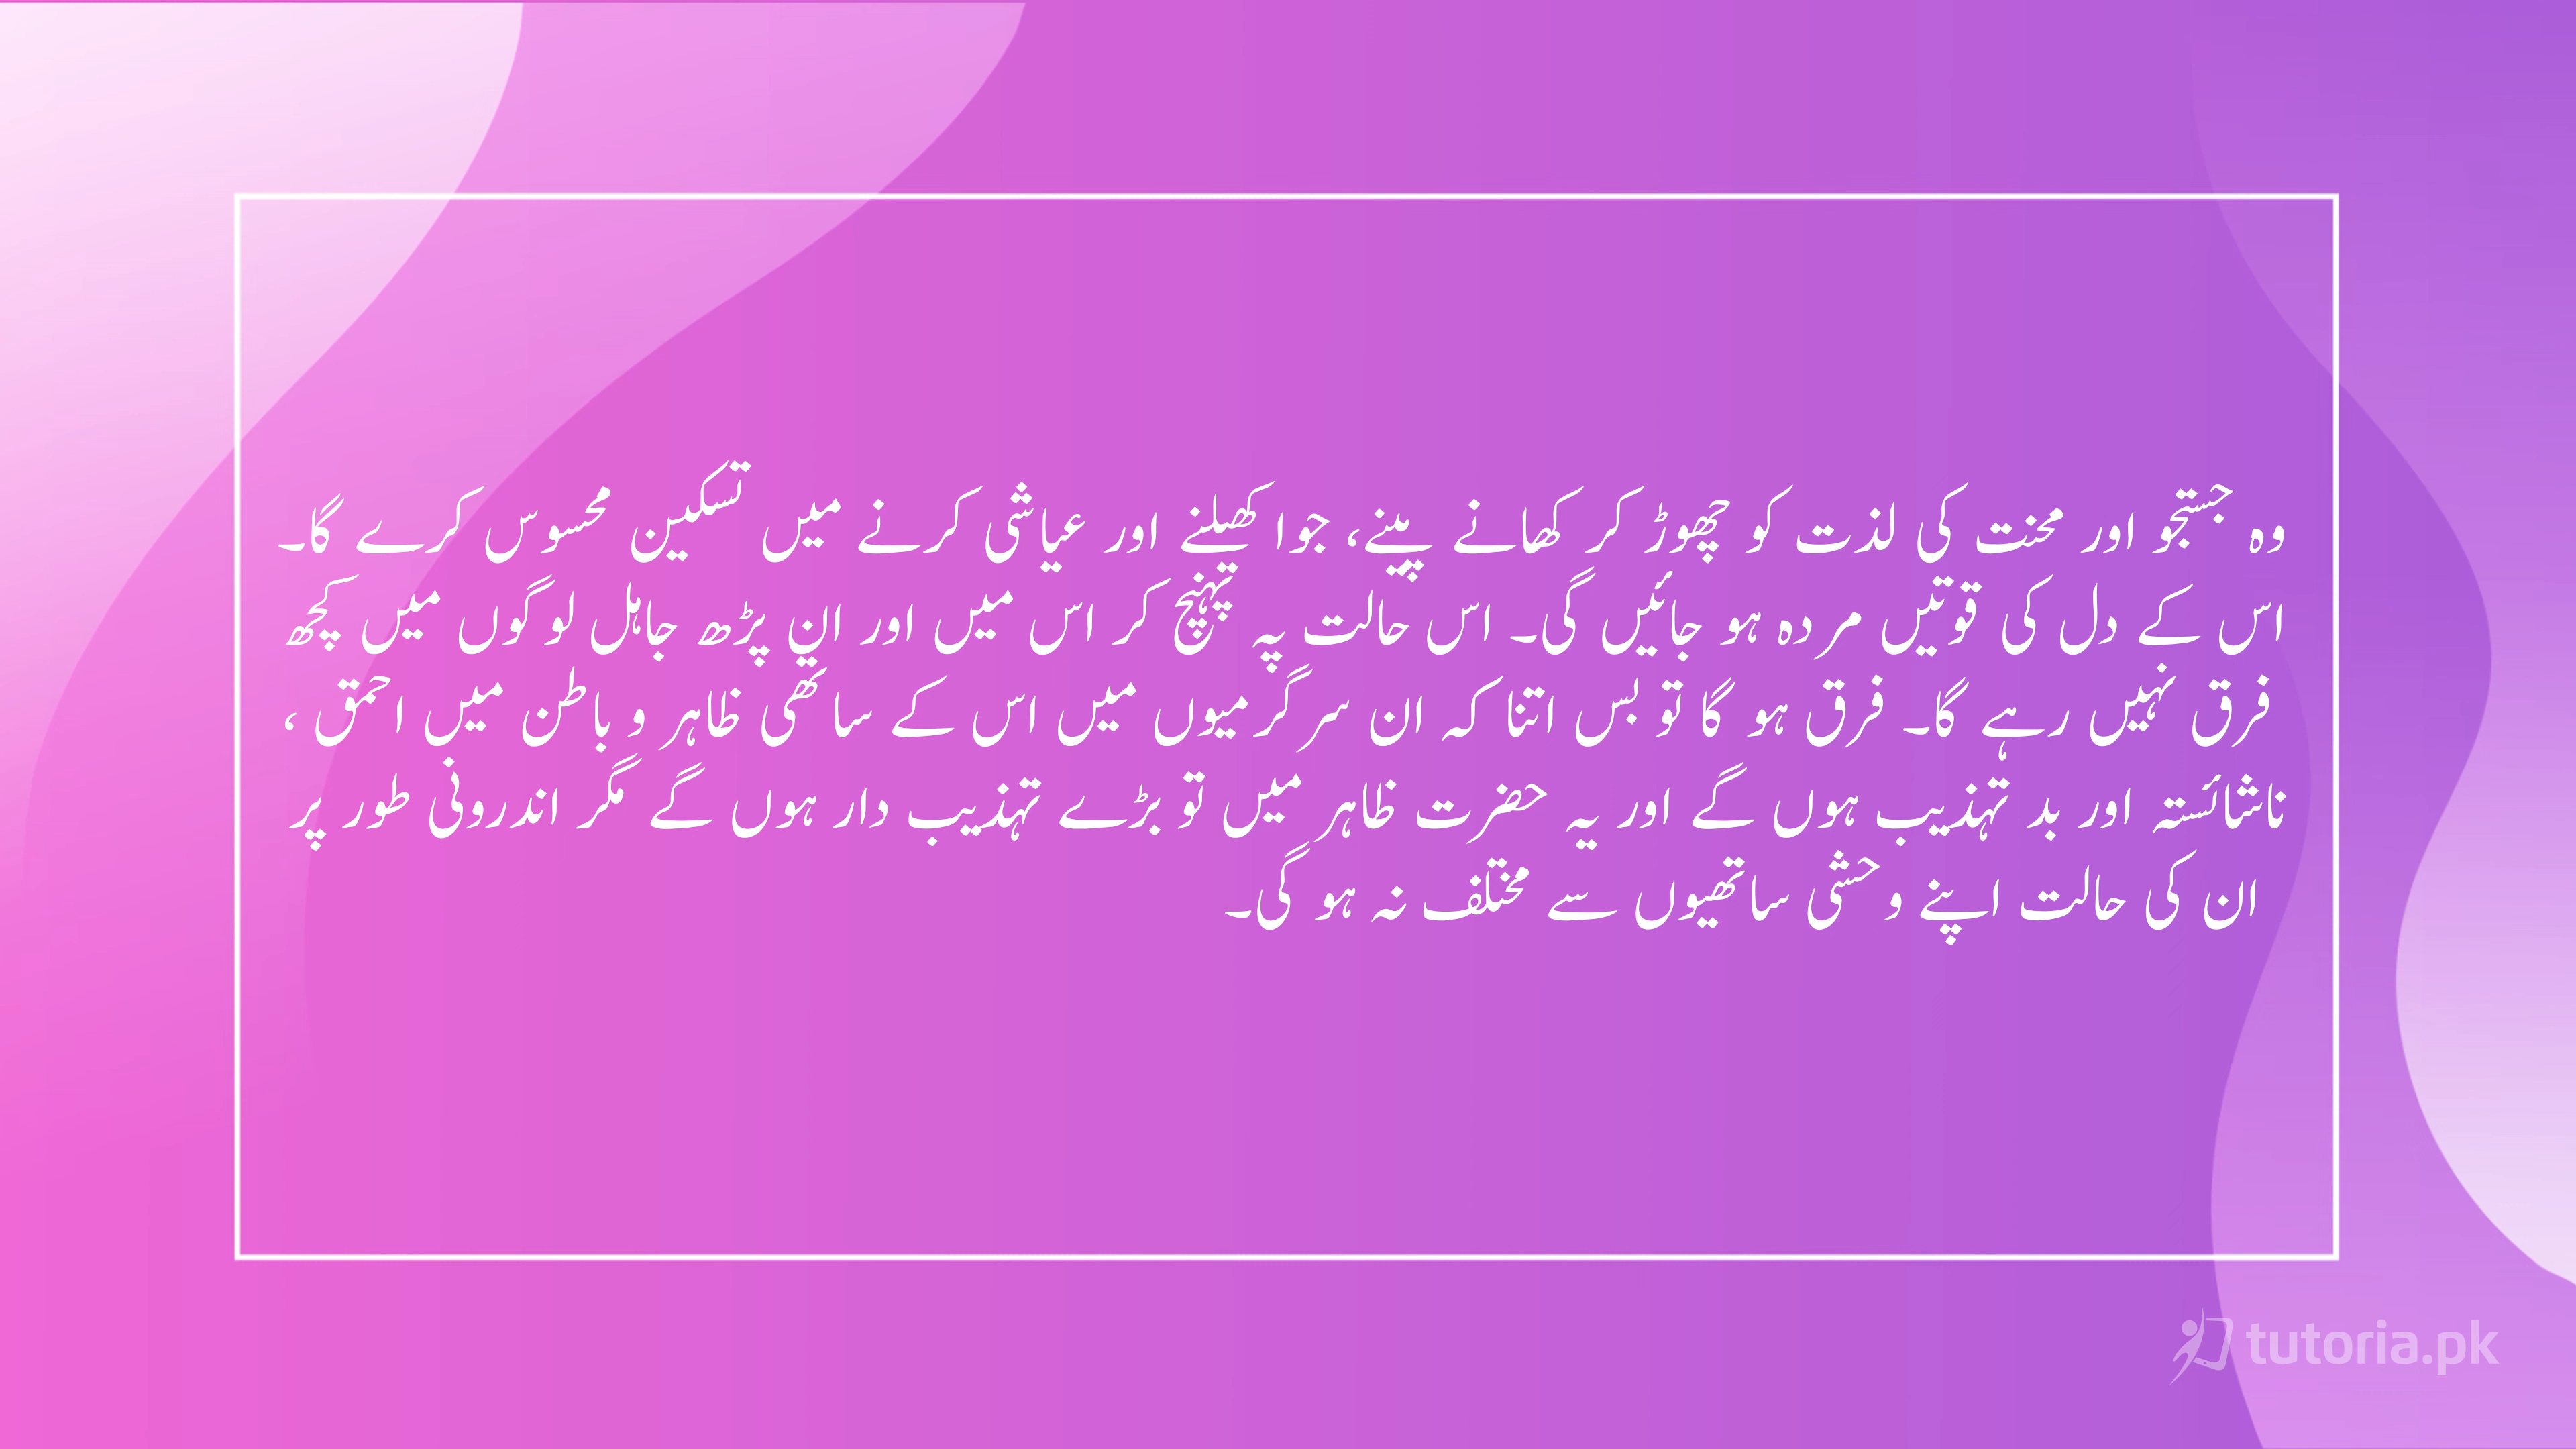 وہ جستجو اور محنت کی لذت کو چھوڑ کر کھانے پینے، جوا کھیلنے اور عیاشی کرنے میں تسکین محسوس کرے گا۔
اس کے دل کی قوتیں مردہ ہو جائیں گی۔ اس حالت پہ پہنچ کر اس میں اور ان پڑھ جاہل لوگوں میں کچھ
فرق نہیں رہے گا۔ فرق ہو گا تو بس اتنا کہ ان سرگرمیوں میں اس کے ساتھی ظاہر و باطن میں احمق ،
ناشائستہ اور بد تہذیب ہوں گے اور یہ حضرت ظاہر میں تو بڑے تہذیب دار ہوں گے مگر اندرونی طور پر
ان کی حالت اپنے وحشی ساتھیوں سے مختلف نہ ہو گی۔
tutoria.pk